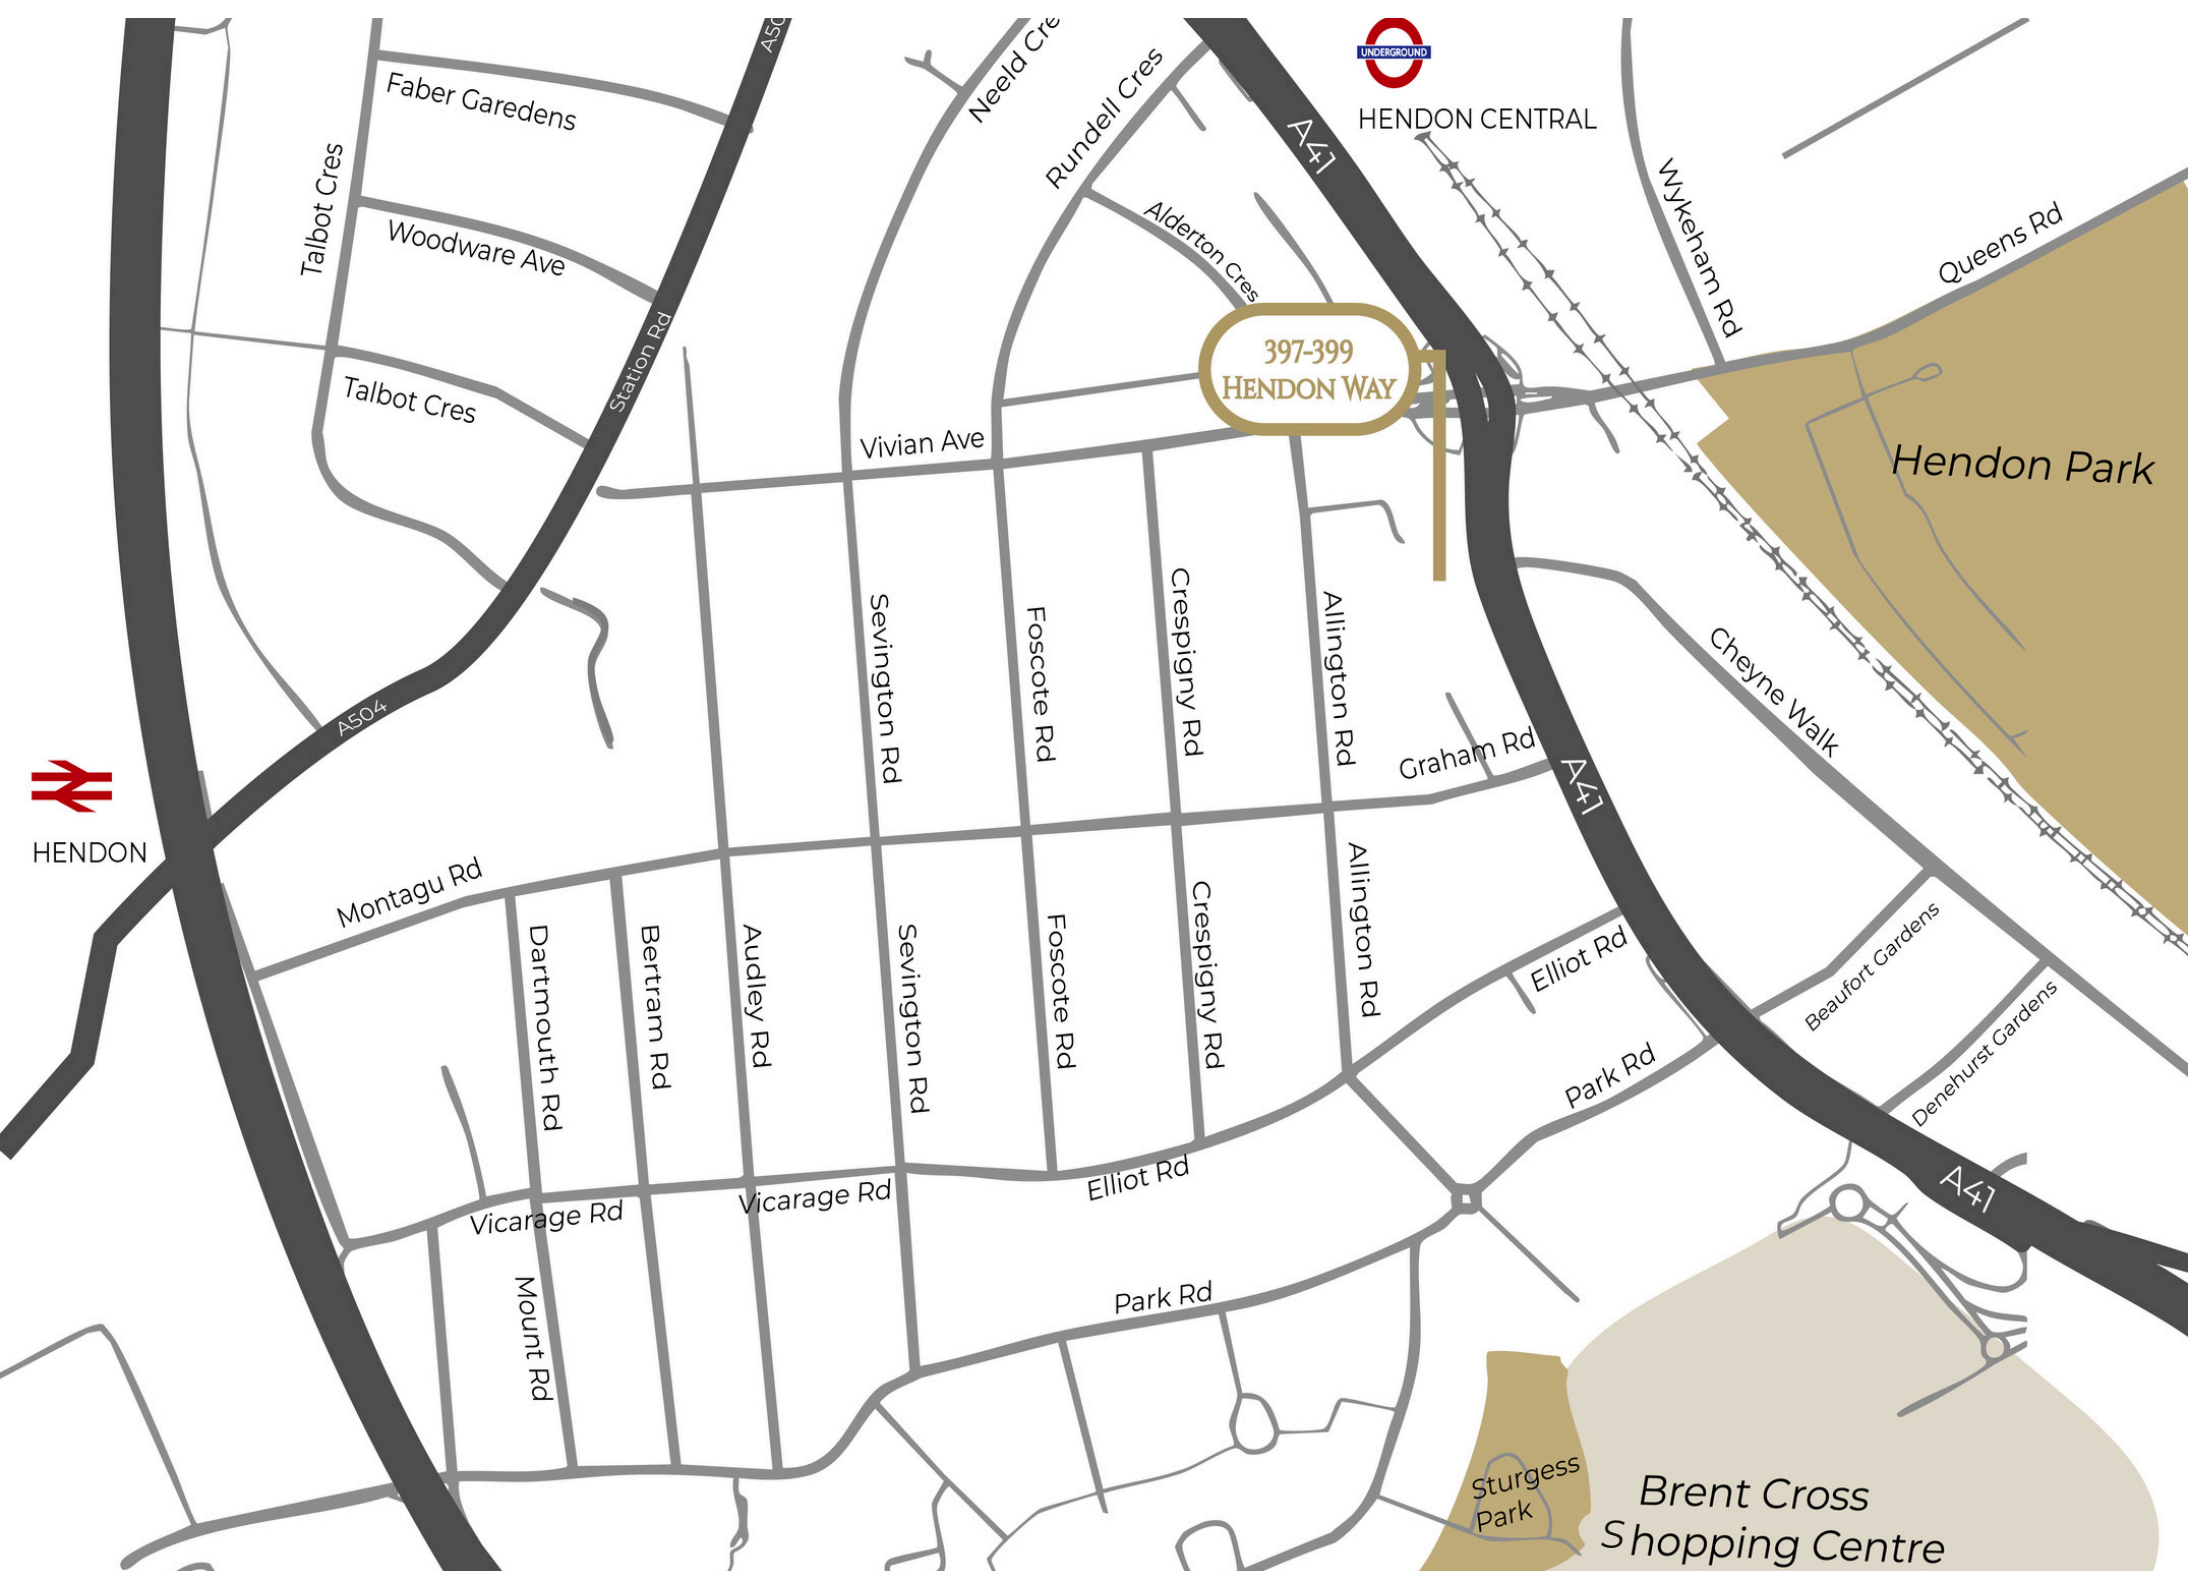 A50
Neeld Cre
UNDERGROUND
HENDON CENTRAL
Faber Garedens
Rundell Cres
A41
Talbot Cres
Woodware Ave
Alderton Cres
Wykeham Rd
Queens Rd
Station Rd
Talbot Cres
397-399
HENDON WAY
Vivian Ave
Hendon Park
Sevington Rd
Foscote Rd
Crespigny Rd
Allington Rd
Cheyne Walk
A504
Graham Rd
A41
HENDON
Montagu Rd
Dartmouth Rd
Bertram Rd
Audley Rd
Sevington Rd
Foscote Rd
Crespigny Rd
Allington Rd
Elliot Rd
Beaufort Gardens
Denehurst Gardens
Park Rd
Vicarage Rd
Vicarage Rd
Elliot Rd
A41
Mount Rd
Park Rd
Sturgess
Park
Brent Cross
Shopping Centre